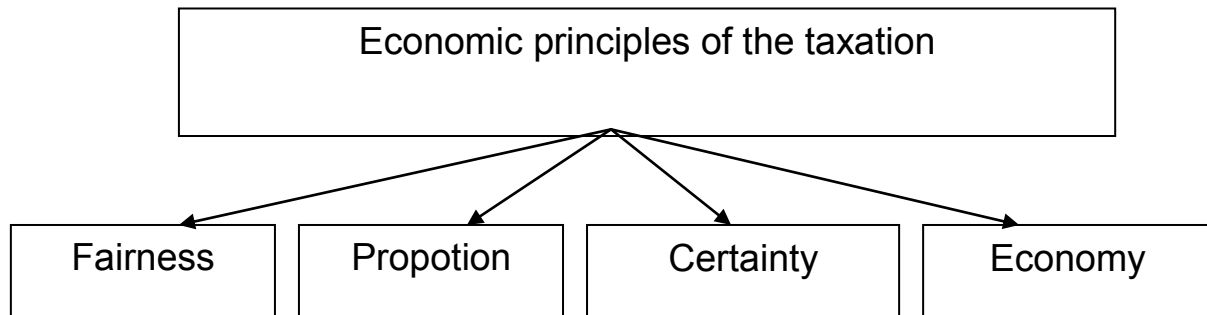 Economic principles of the taxation
Fairness
Propotion
Certainty
Economy